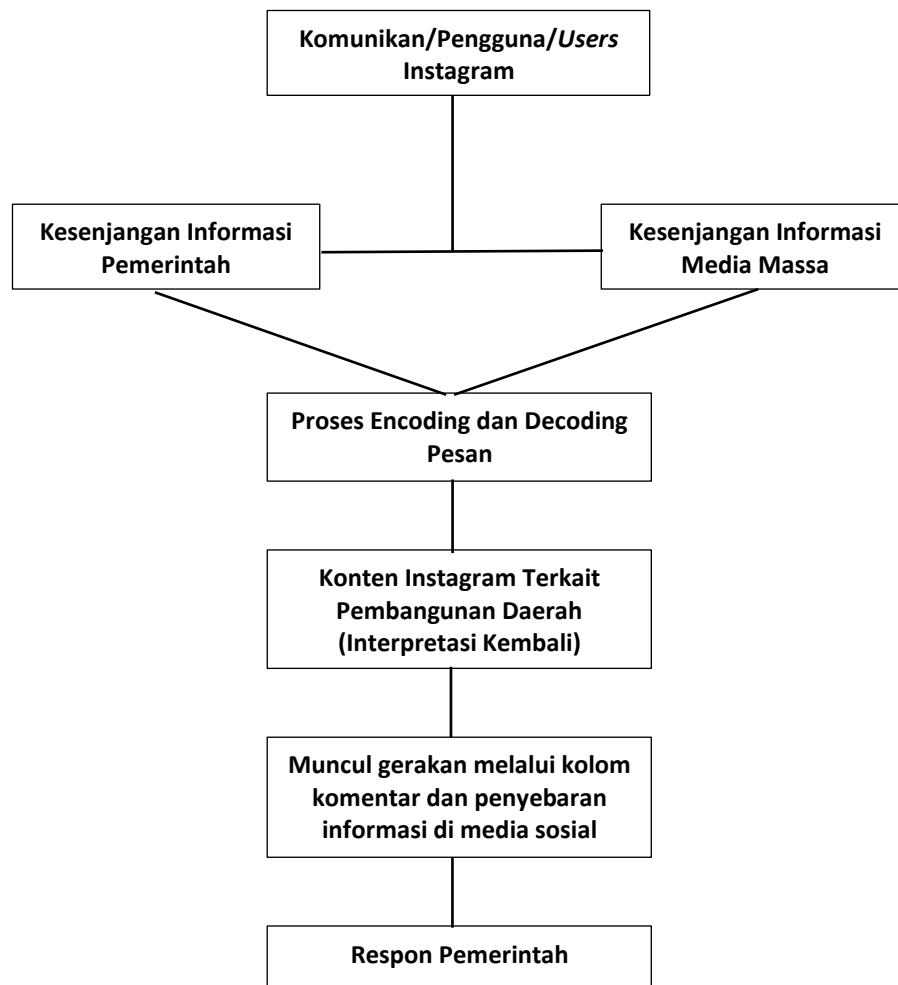 Komunikan/Pengguna/Users
Instagram
Kesenjangan Informasi
Pemerintah
Kesenjangan Informasi
Media Massa
Proses Encoding dan Decoding
Pesan
Konten Instagram Terkait
Pembangunan Daerah
(Interpretasi Kembali)
Muncul gerakan melalui kolom
komentar dan penyebaran
informasi di media sosial
Respon Pemerintah